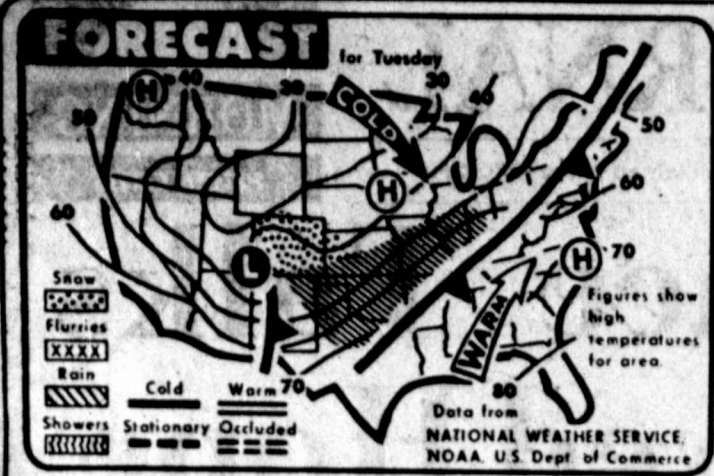 FORECAST
for Tuesday
H 40 30 30 40
COLD
50 50
60 H 60
L H 70
Snow
Flurries
XXXX
Rain
Showers
Cold Warm 70
Stationary Occluded
WARM
80
Figures show
high
temperatures
for area.
Data from
NATIONAL WEATHER SERVICE,
NOAA, U.S. Dept. of Commerce